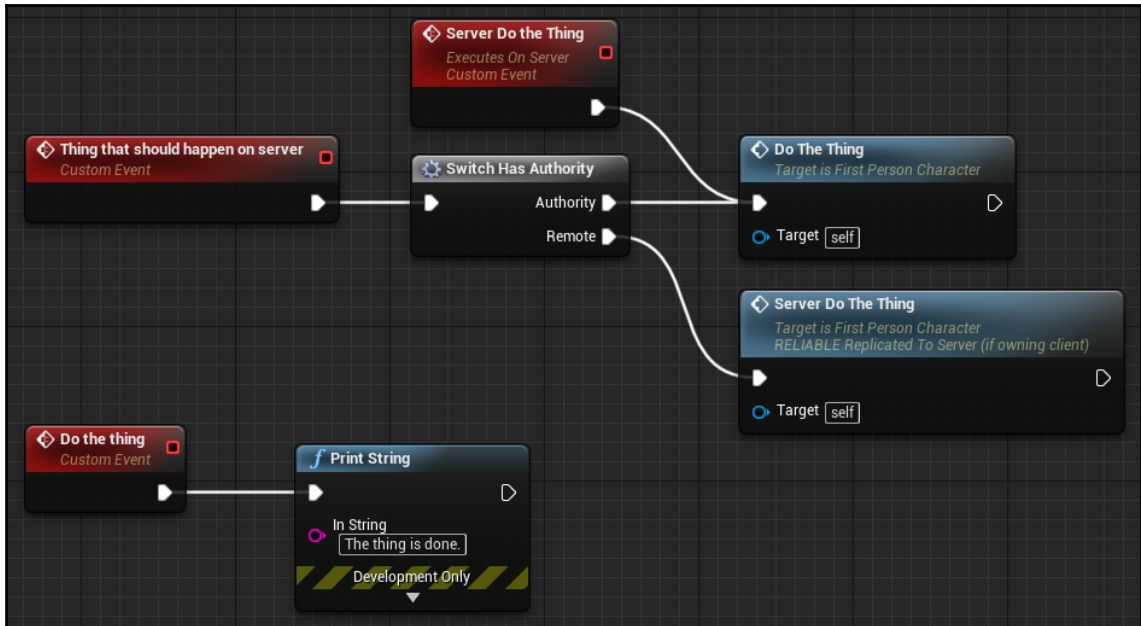 Server Do the Thing
Executes On Server
Custom Event
Thing that should happen on server
Custom Event
Switch Has Authority
Authority
Remote
Do The Thing
Target is First Person Character
Target self
Server Do The Thing
Target is First Person Character
RELIABLE Replicated To Server (if owning client)
Target self
Do the thing
Custom Event
f Print String
In String
The thing is done.
Development Only